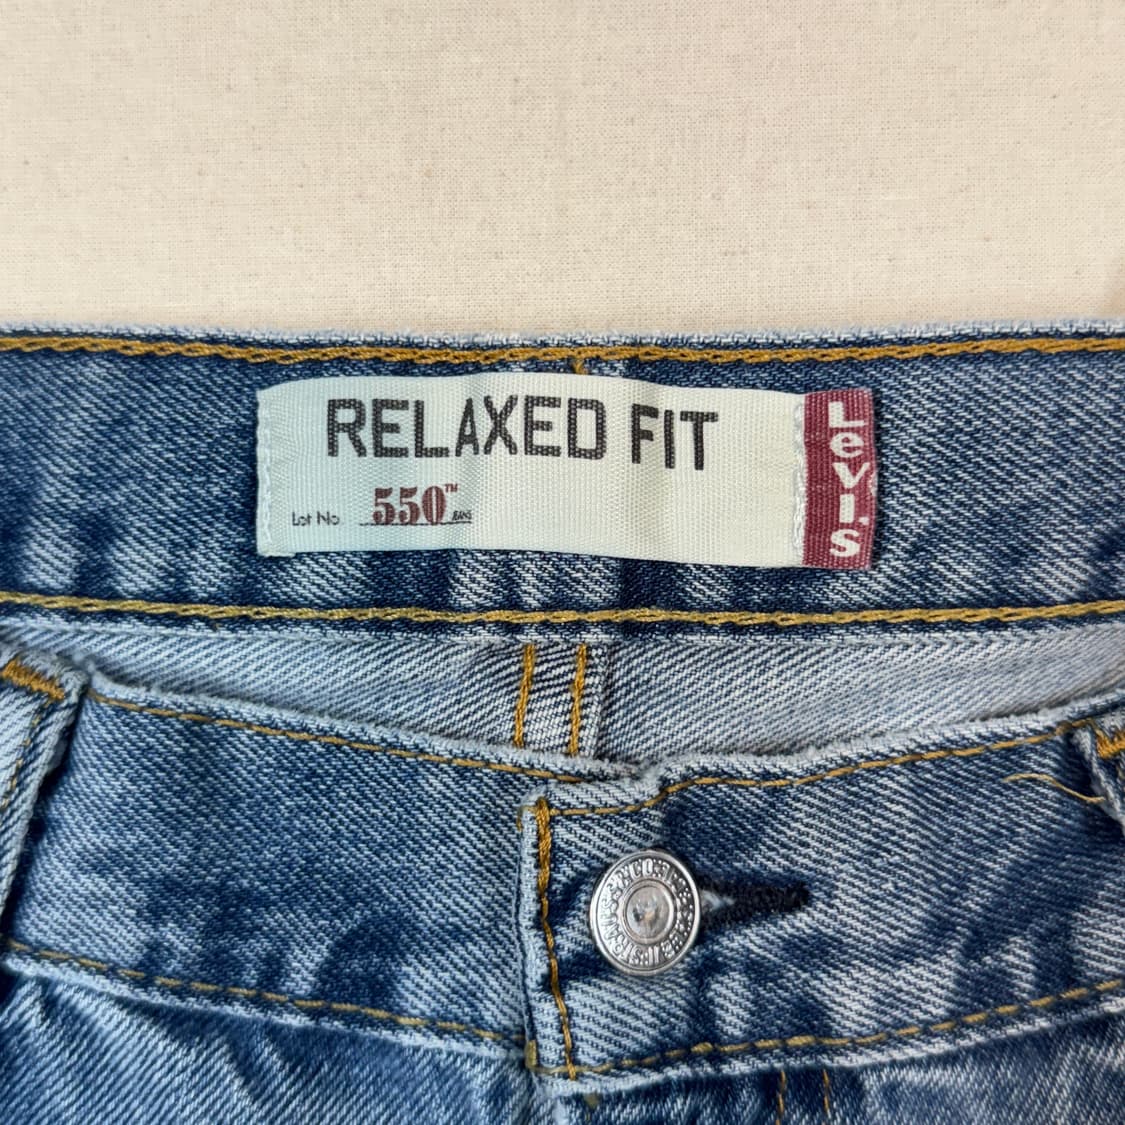 RELAXED FIT
Lot No 550™ JEANS
Levi's